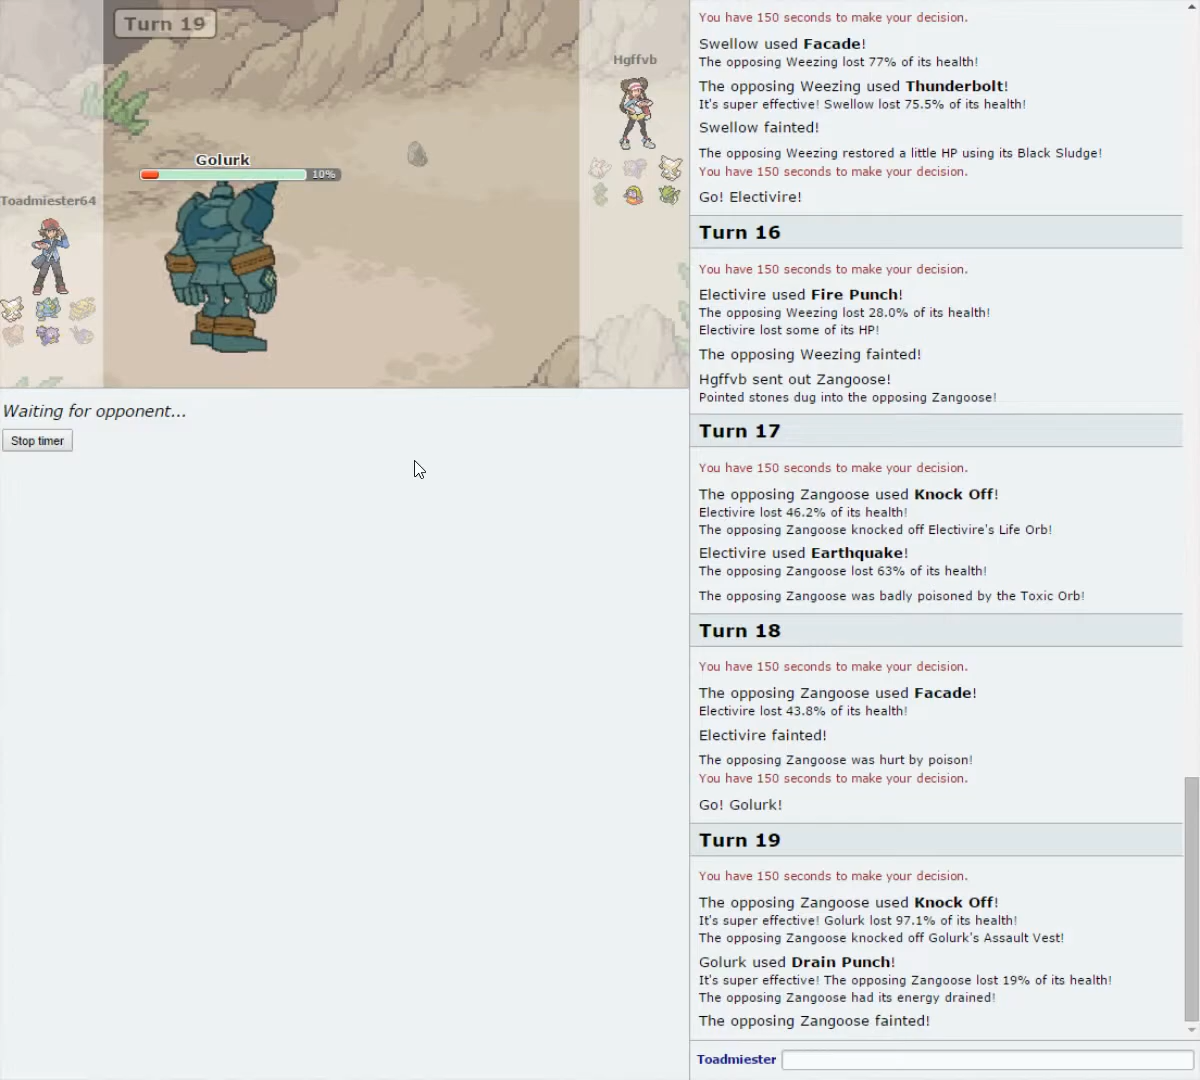 Turn 19
Hgffvb
Golurk
10%
Toadmiester64
Waiting for opponent...
Stop timer
You have 150 seconds to make your decision.
Swellow used Facade!
The opposing Weezing lost 77% of its health!
The opposing Weezing used Thunderbolt!
It's super effective! Swellow lost 75.5% of its health!
Swellow fainted!
The opposing Weezing restored a little HP using its Black Sludge!
You have 150 seconds to make your decision.
Go! Electivire!
Turn 16
You have 150 seconds to make your decision.
Electivire used Fire Punch!
The opposing Weezing lost 28.0% of its health!
Electivire lost some of its HP!
The opposing Weezing fainted!
Hgffvb sent out Zangoose!
Pointed stones dug into the opposing Zangoose!
Turn 17
You have 150 seconds to make your decision.
The opposing Zangoose used Knock Off!
Electivire lost 46.2% of its health!
The opposing Zangoose knocked off Electivire's Life Orb!
Electivire used Earthquake!
The opposing Zangoose lost 63% of its health!
The opposing Zangoose was badly poisoned by the Toxic Orb!
Turn 18
You have 150 seconds to make your decision.
The opposing Zangoose used Facade!
Electivire lost 43.8% of its health!
Electivire fainted!
The opposing Zangoose was hurt by poison!
You have 150 seconds to make your decision.
Go! Golurk!
Turn 19
You have 150 seconds to make your decision.
The opposing Zangoose used Knock Off!
It's super effective! Golurk lost 97.1% of its health!
The opposing Zangoose knocked off Golurk's Assault Vest!
Golurk used Drain Punch!
It's super effective! The opposing Zangoose lost 19% of its health!
The opposing Zangoose had its energy drained!
The opposing Zangoose fainted!
Toadmiester